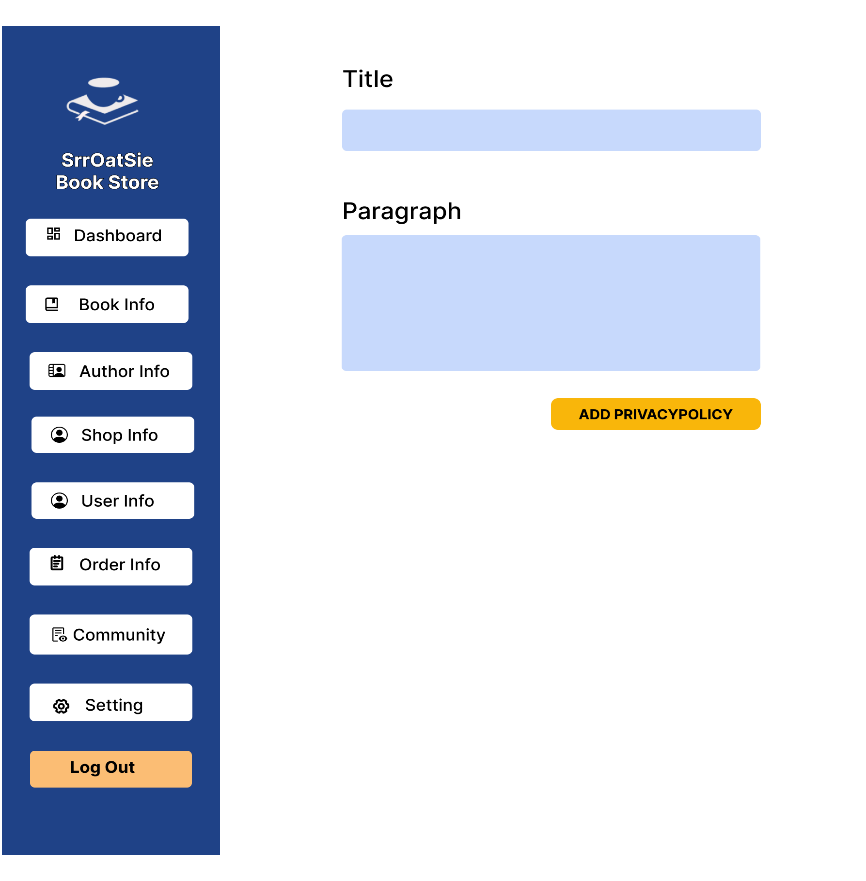 SrrOatSie
Book Store
Dashboard
Book Info
Author Info
Shop Info
User Info
Order Info
Community
Setting
Log Out
Title
Paragraph
ADD PRIVACYPOLICY